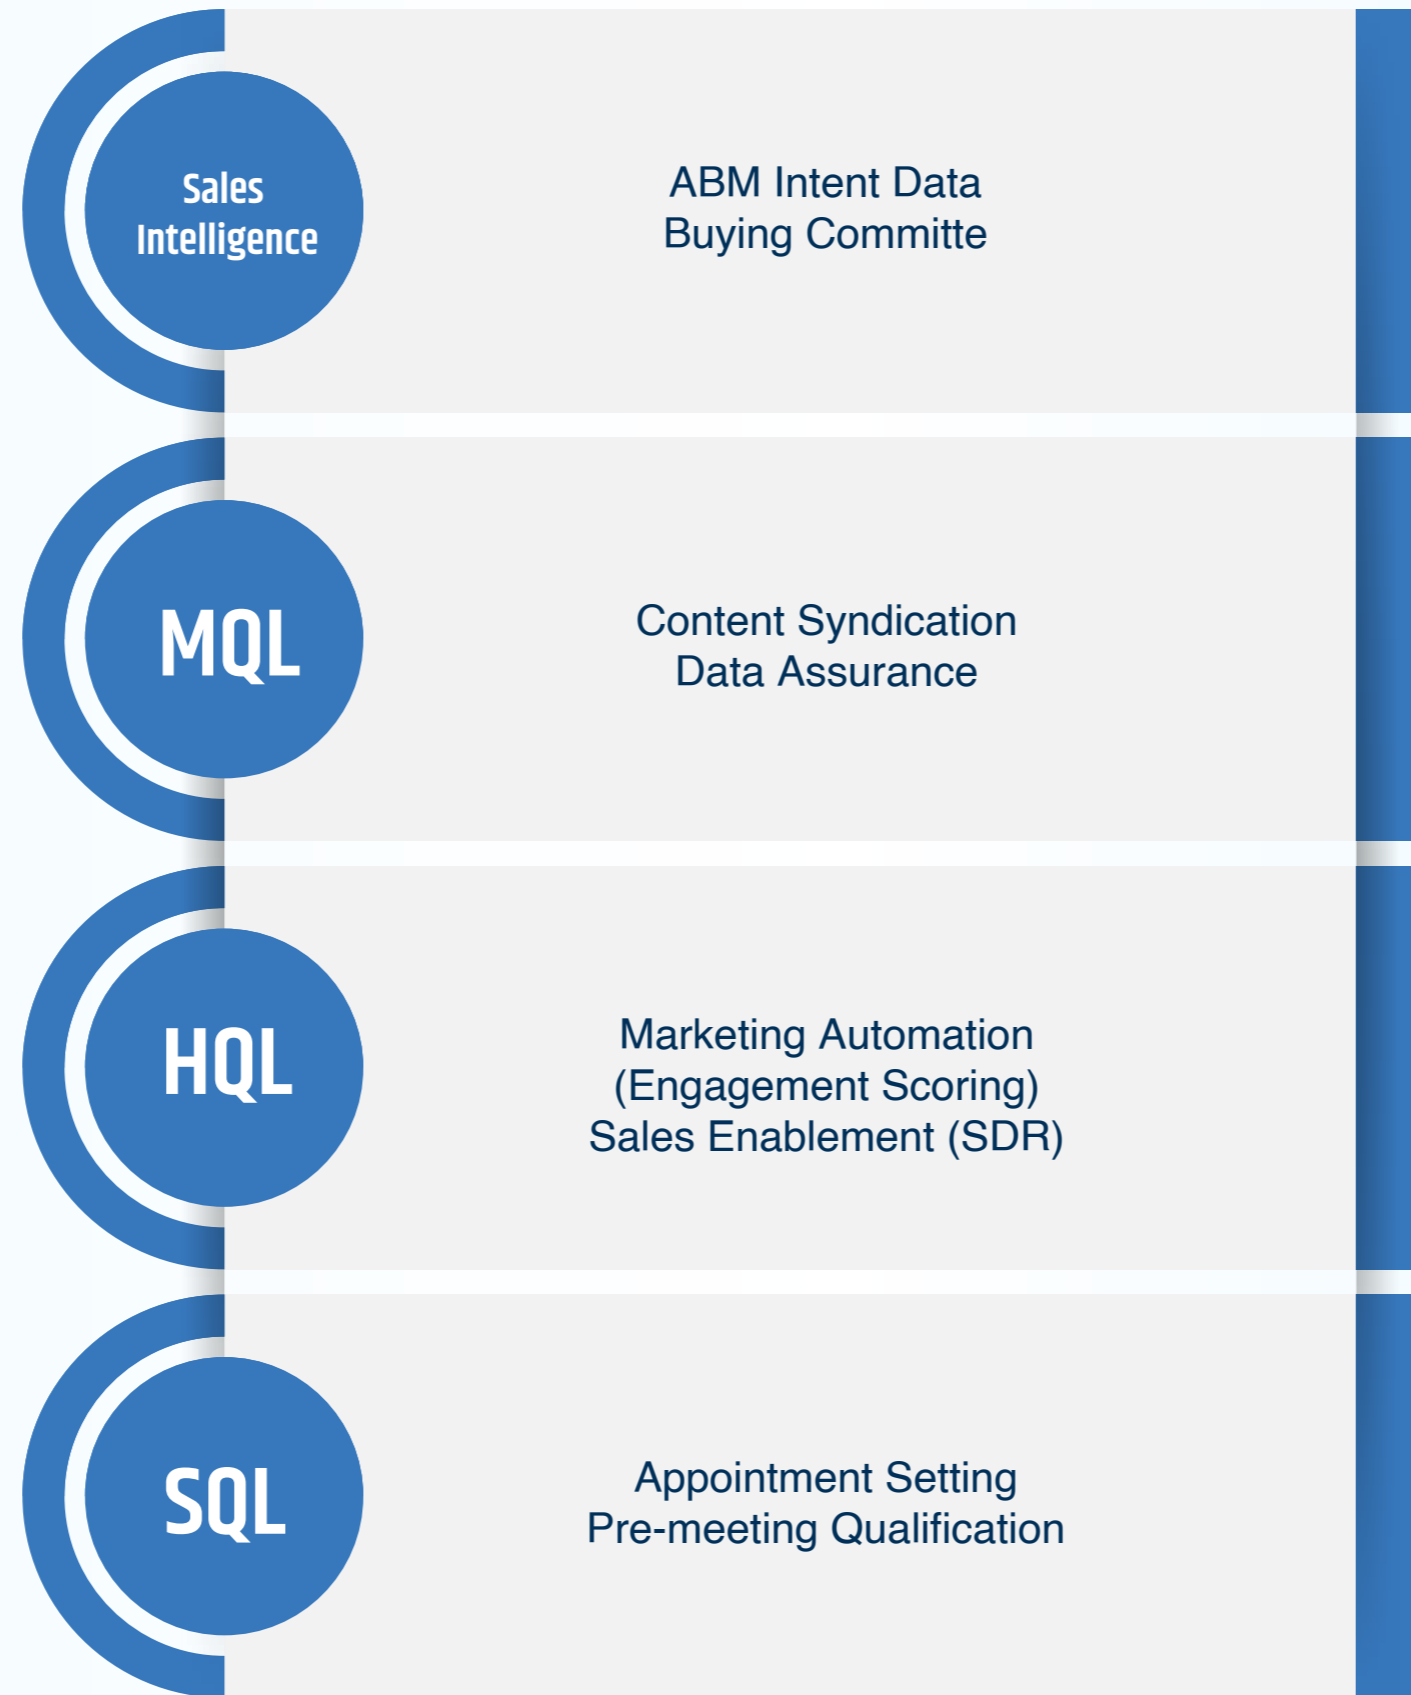 Sales
Intelligence
ABM Intent Data
Buying Committe
MQL
Content Syndication
Data Assurance
HQL
Marketing Automation
(Engagement Scoring)
Sales Enablement (SDR)
SQL
Appointment Setting
Pre-meeting Qualification